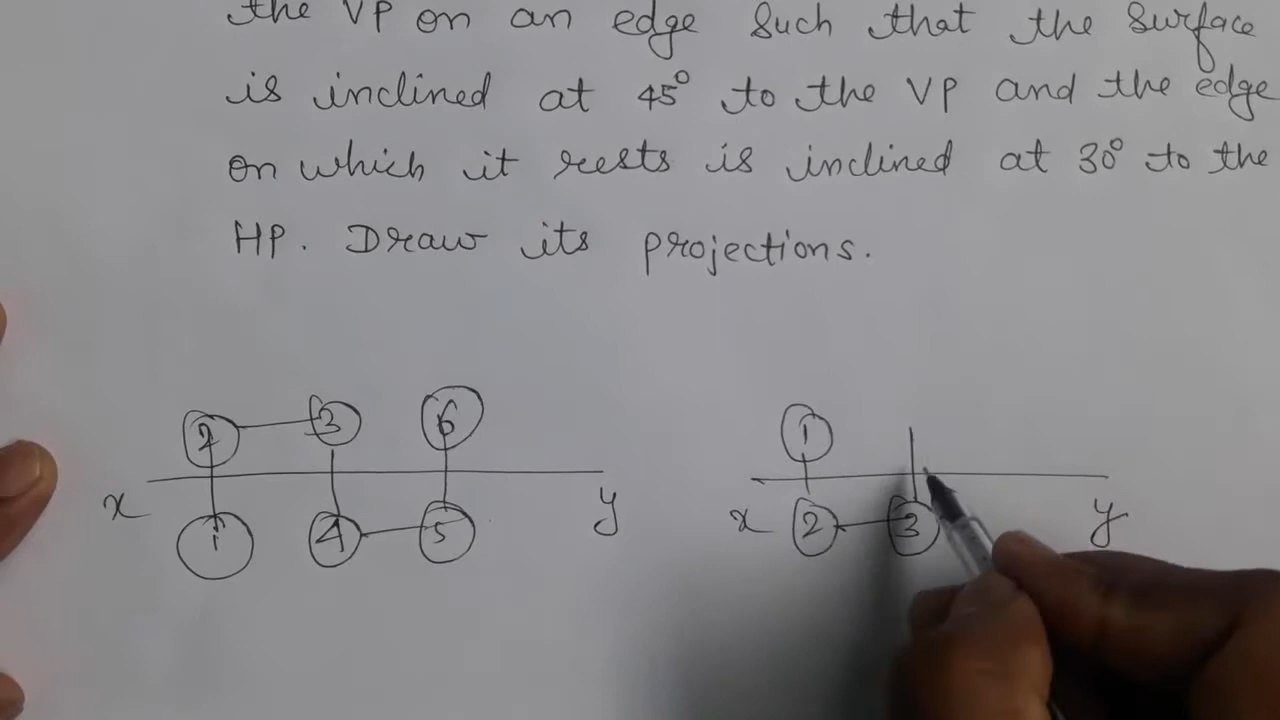 the VP on an edge such that the surface
is inclined at 45° to the VP and the edge
on which it rests is inclined at 30° to the
HP. Draw its projections.
2 3 6 1
x y x 2 3 y
1 4 5